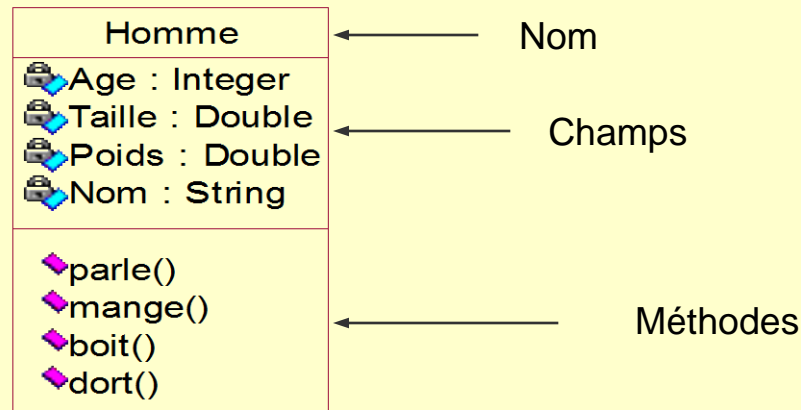 Homme
Nom
Age : Integer
Taille : Double
Champs
Poids : Double
Nom : String
parle()
mange()
Méthodes
boit()
dort()